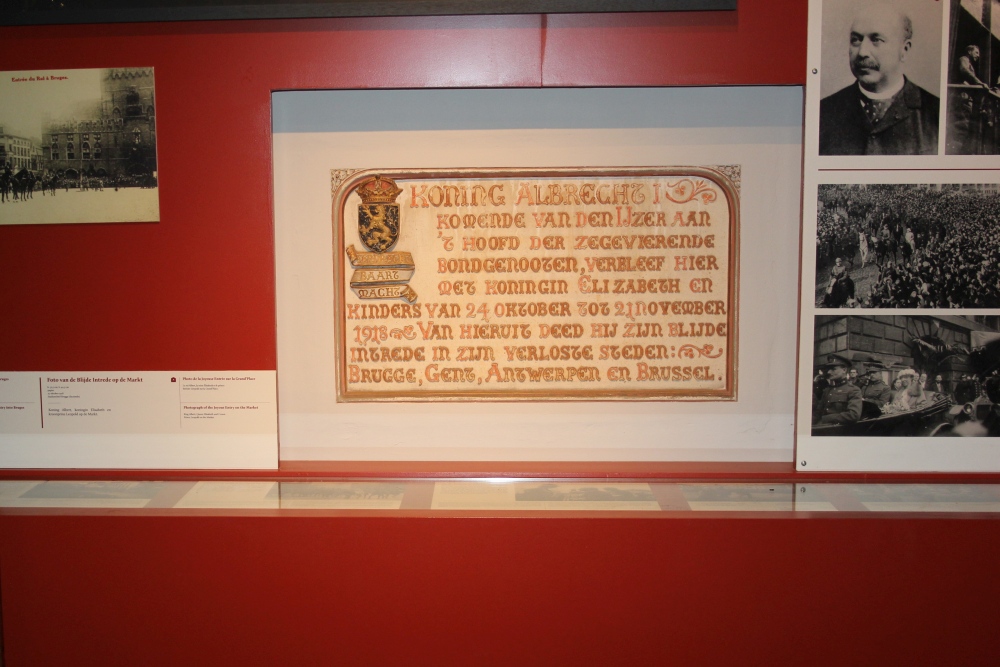 Entrée du Roi à Bruges.
KONING ALBRECHT I
KOMENDE VAN DEN IJZER AAN
'T HOOFD DER ZEGEVIERENDE
BONDGENOOTEN, VERBLEEF HIER
MET KONINGIN ELIZABETH EN
KINDERS VAN 24 OKTOBER TOT 21 NOVEMBER
1918 VAN HIERUIT DEED HIJ ZIJN BLIJDE
INTREDE IN ZIJN VERLOSTE STEDEN:
BRUGGE, GENT, ANTWERPEN EN BRUSSEL.
BAART
MACHT
Foto van de Blijde Intrede op de Markt
Photo de la Joyeuse Entrée sur la Grand Place
Photograph of the Joyous Entry on the Market